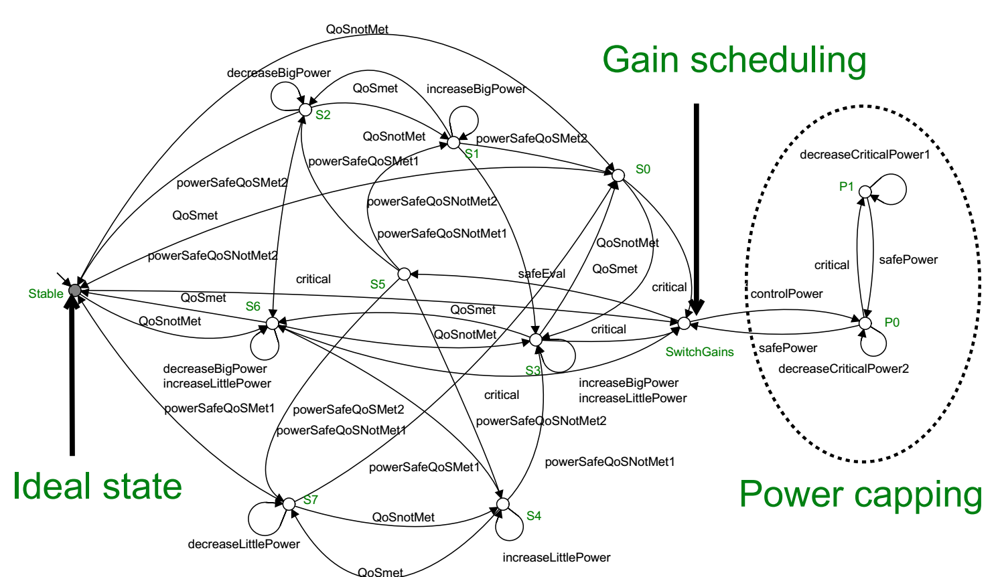 QoSnotMet
Gain scheduling
decreaseBigPower
QoSmet
increaseBigPower
S2
QoSnotMet
powerSafeQoSMet2
S1
decreaseCriticalPower1
powerSafeQoSMet1
S0
powerSafeQoSMet2
P1
powerSafeQoSNotMet2
QoSmet
powerSafeQoSNotMet1
QoSnotMet
powerSafeQoSNotMet2
safePower
critical
QoSmet
safeEval
critical
S5
critical
Stable
controlPower
QoSmet
S6
QoSmet
QoSnotMet
P0
critical
QoSnotMet
safePower
SwitchGains
decreaseBigPower
increaseLittlePower
S3
decreaseCriticalPower2
increaseBigPower
increaseLittlePower
critical
powerSafeQoSMet1
powerSafeQoSMet2
powerSafeQoSNotMet2
powerSafeQoSNotMet1
powerSafeQoSNotMet1
powerSafeQoSMet1
Ideal state
Power capping
S7
S4
QoSnotMet
decreaseLittlePower
increaseLittlePower
QoSmet